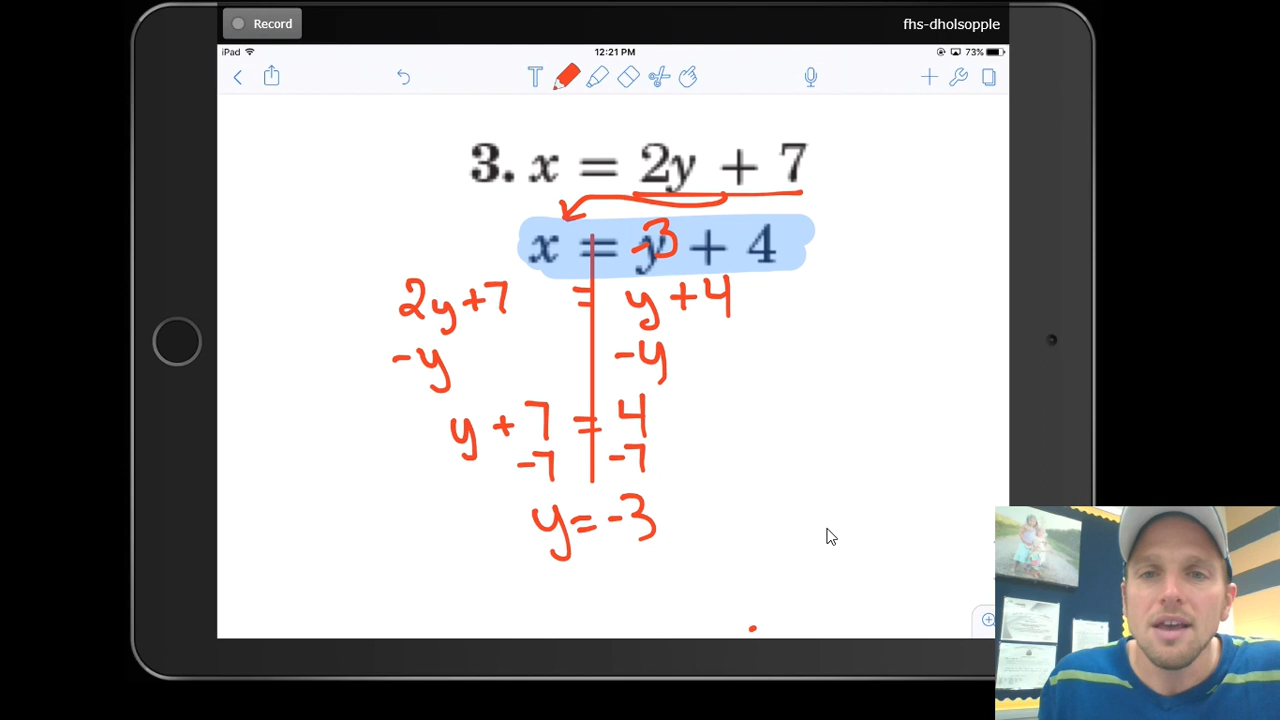 Record
fhs-dholsopple
iPad 12:21 PM 73%
T
3. x = 2y + 7
x = y + 4
-3
2y+7 = y+4
-y -y
y+7 = 4
-7 -7
y=-3